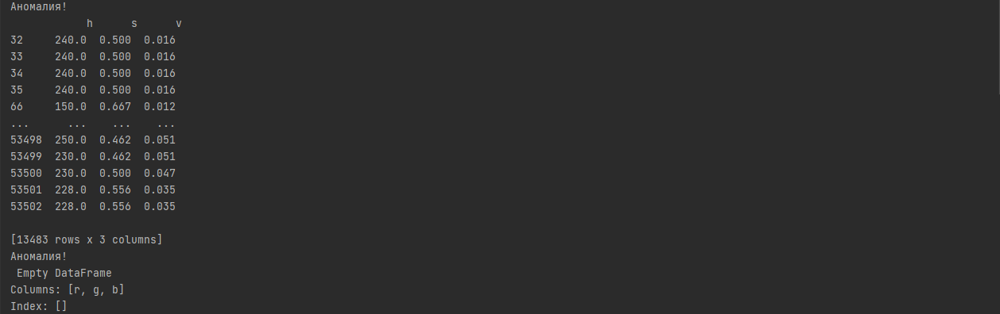 Аномалия!
            h      s      v
32     240.0  0.500  0.016
33     240.0  0.500  0.016
34     240.0  0.500  0.016
35     240.0  0.500  0.016
66     150.0  0.667  0.012
...      ...    ...    ...
53498  250.0  0.462  0.051
53499  230.0  0.462  0.051
53500  230.0  0.500  0.047
53501  228.0  0.556  0.035
53502  228.0  0.556  0.035
[13483 rows x 3 columns]
Аномалия!
 Empty DataFrame
Columns: [r, g, b]
Index: []